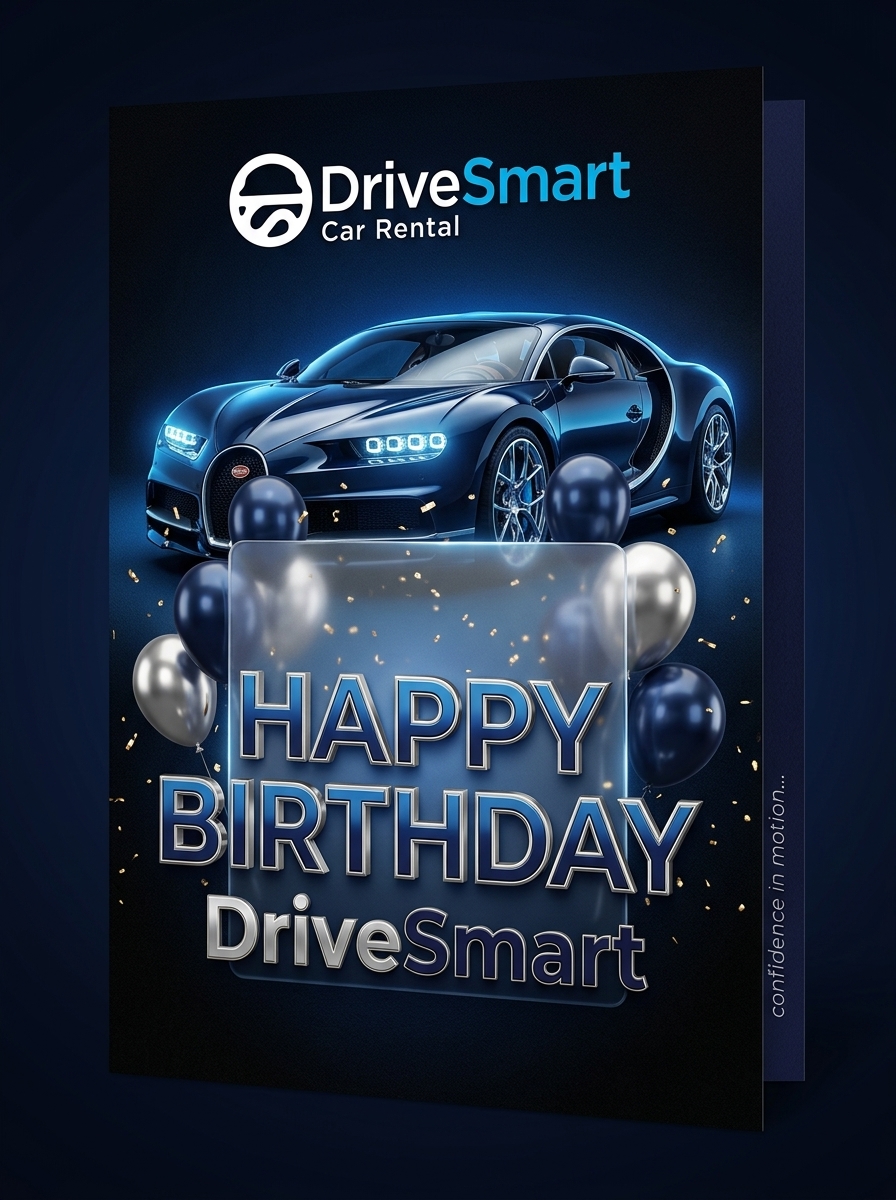 DriveSmart
Car Rental
HAPPY
BIRTHDAY
DriveSmart
confidence in motion...